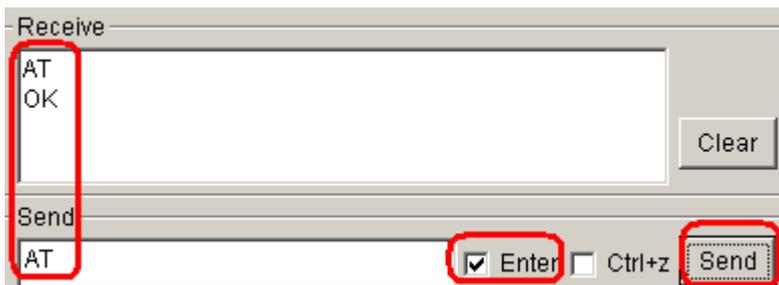 Receive
AT
OK
Clear
Send
AT Enter Ctrl+z Send